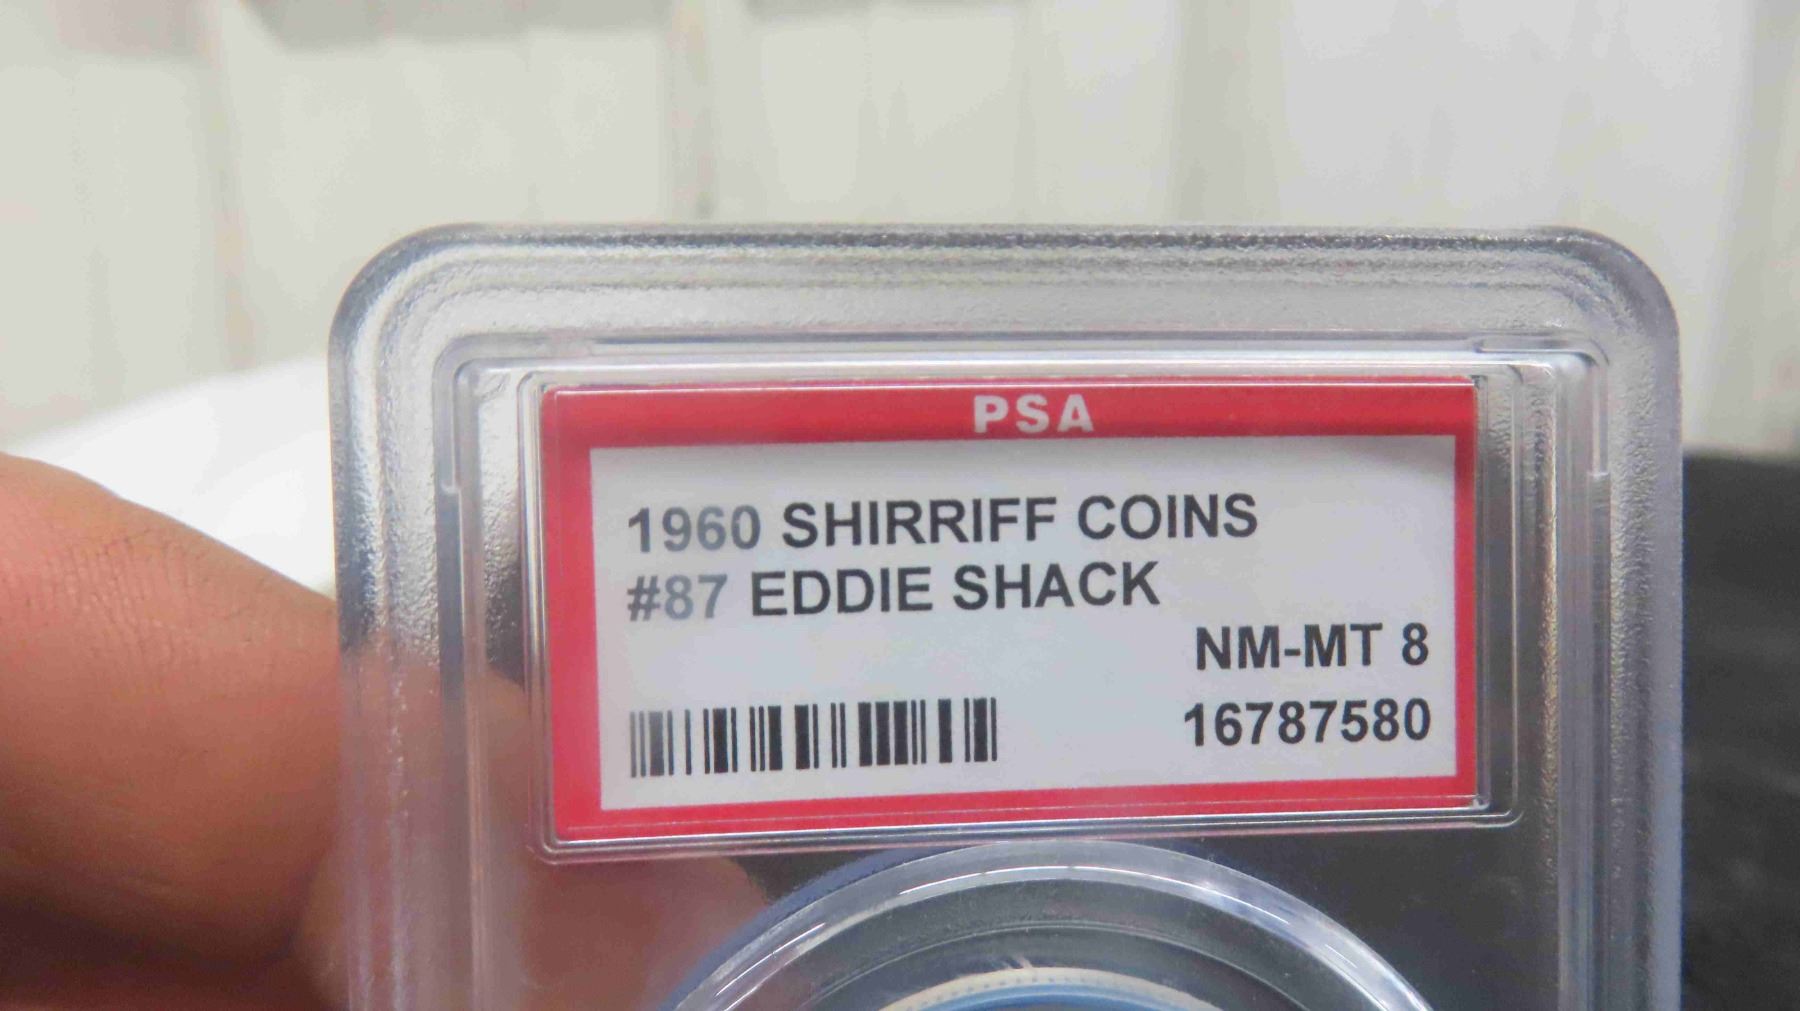 PSA
1960 SHIRRIFF COINS
#87 EDDIE SHACK
NM-MT 8
16787580